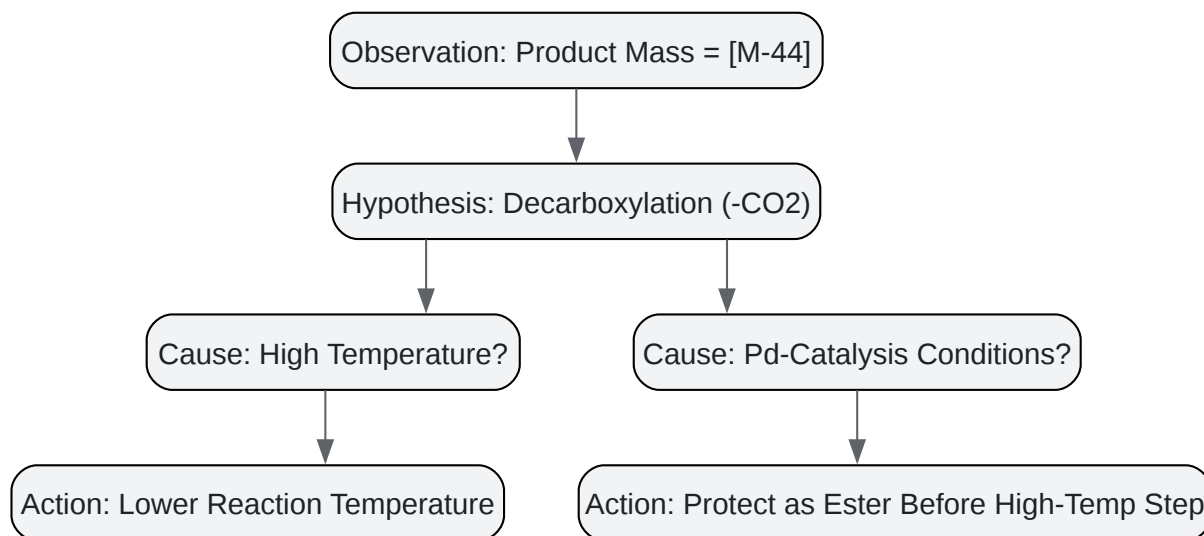 Observation: Product Mass = [M-44]
Hypothesis: Decarboxylation (-CO2)
Cause: High Temperature?
Cause: Pd-Catalysis Conditions?
Action: Lower Reaction Temperature
Action: Protect as Ester Before High-Temp Step